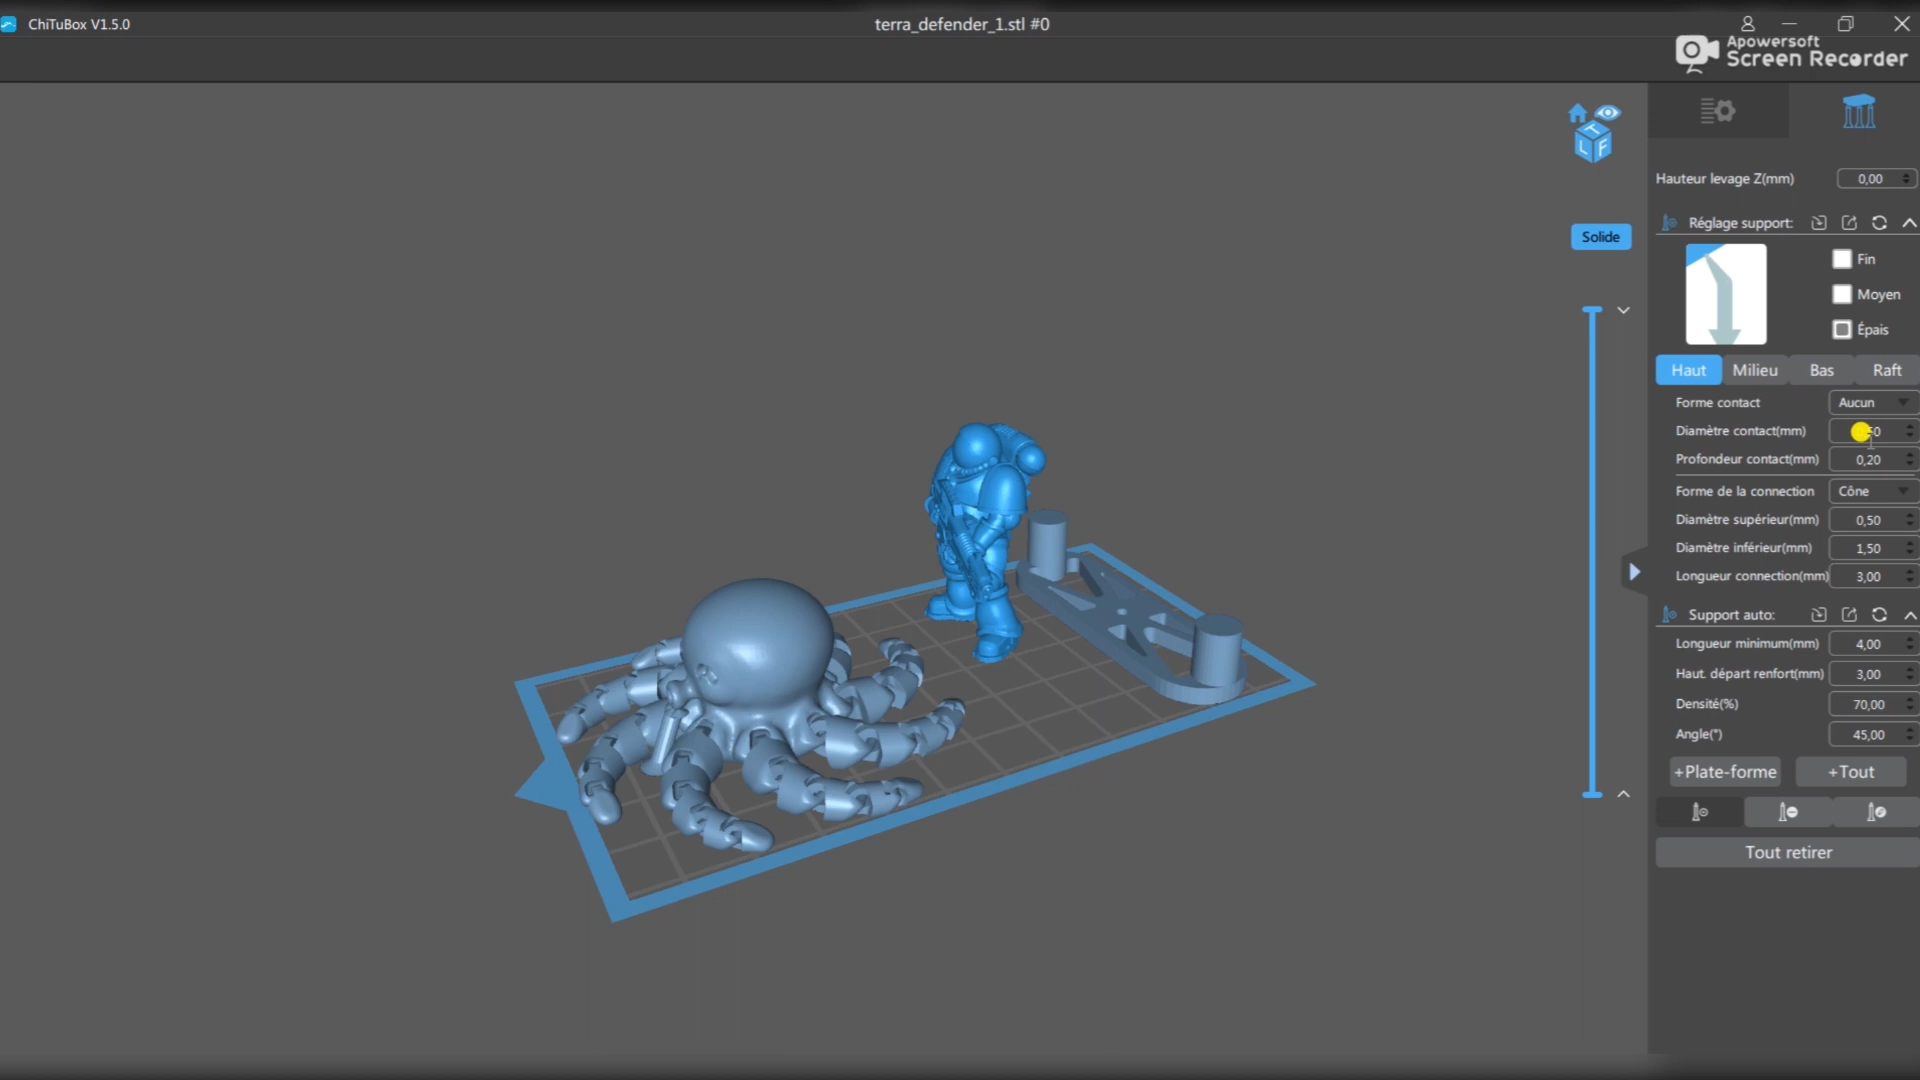 ChiTuBox V1.5.0
terra_defender_1.stl #0
Apowersoft
Screen Recorder
T
L F
Hauteur levage Z(mm) 0,00
Réglage support:
Solide
Fin
Moyen
Épais
Haut Milieu Bas Raft
Forme contact Aucun
Diamètre contact(mm)
Profondeur contact(mm) 0,20
Forme de la connection Cône
Diamètre supérieur(mm) 0,50
Diamètre inférieur(mm) 1,50
Longueur connection(mm) 3,00
Support auto:
Longueur minimum(mm) 4,00
Haut. départ renfort(mm) 3,00
Densité(%) 70,00
Angle(°) 45,00
+Plate-forme +Tout
Tout retirer